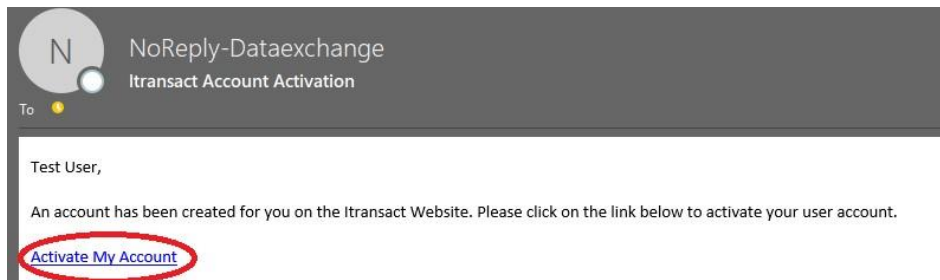 N
NoReply-Dataexchange
Itransact Account Activation
To
Test User,
An account has been created for you on the Itransact Website. Please click on the link below to activate your user account.
Activate My Account